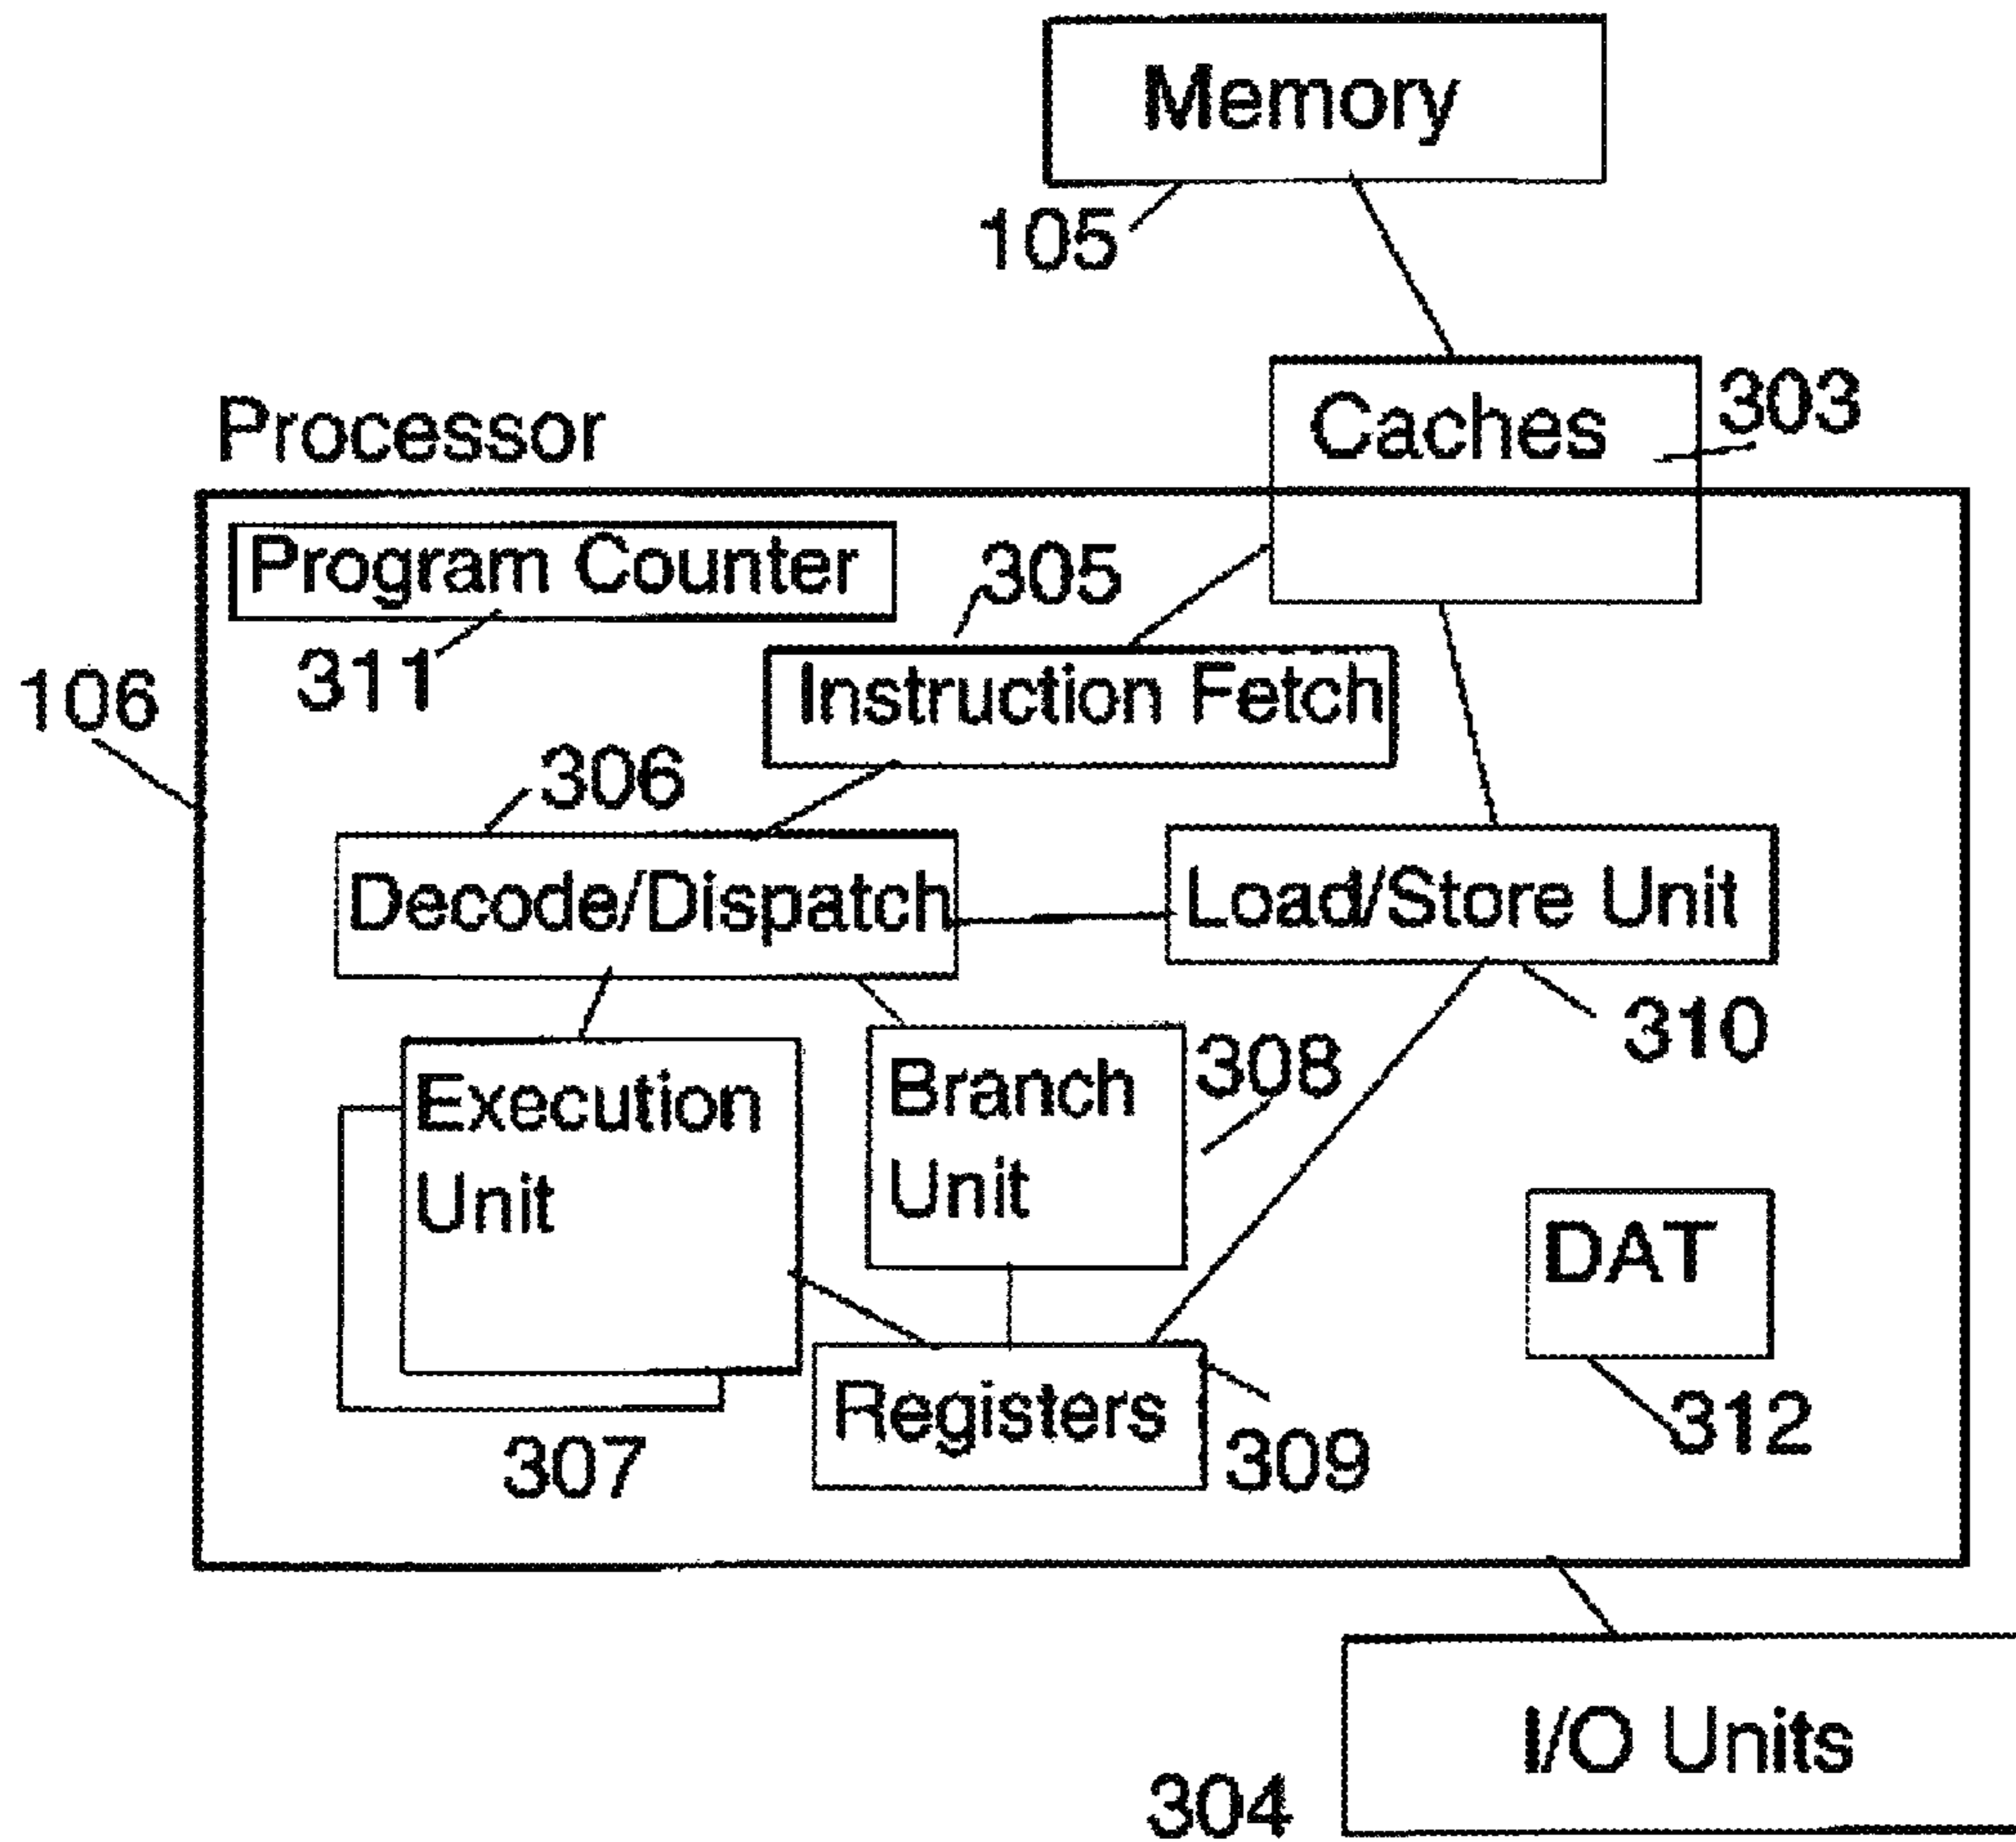 Memory
105
Caches
303
Processor
Program Counter
311
305
Instruction Fetch
106
306
Decode/Dispatch
Load/Store Unit
310
Execution
Unit
307
Branch
Unit
308
DAT
312
Registers
309
I/O Units
304